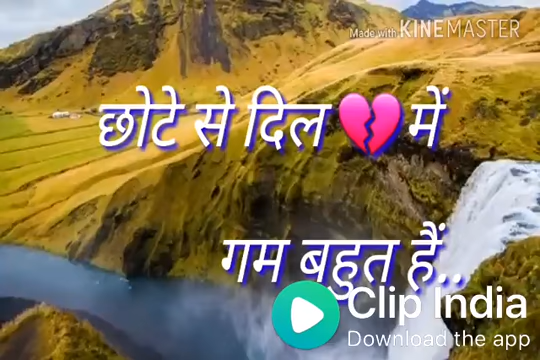 Made with KINEMASTER
छोटे से दिल 💔 में
गम बहुत हैं..
Clip India
Download the app